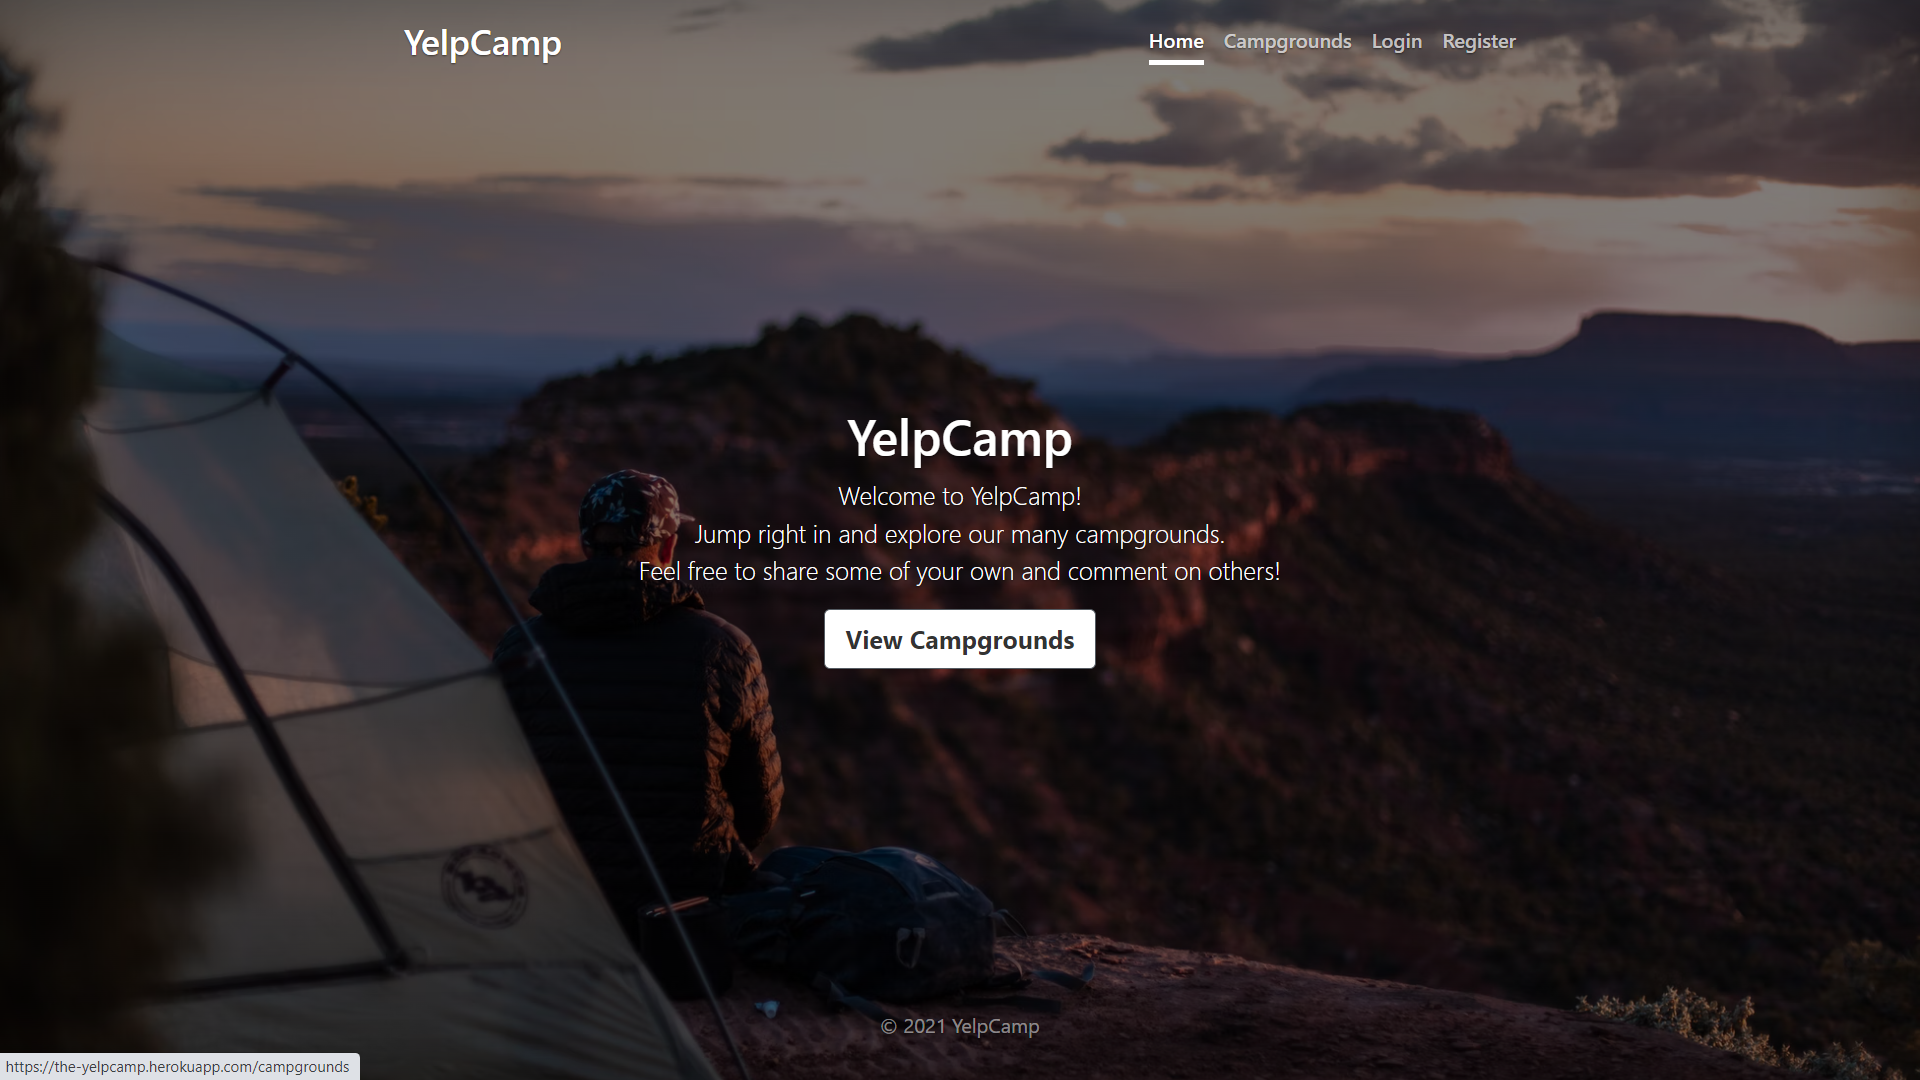 YelpCamp
Home Campgrounds Login Register
YelpCamp
Welcome to YelpCamp!
Jump right in and explore our many campgrounds.
Feel free to share some of your own and comment on others!
View Campgrounds
© 2021 YelpCamp
https://the-yelpcamp.herokuapp.com/campgrounds